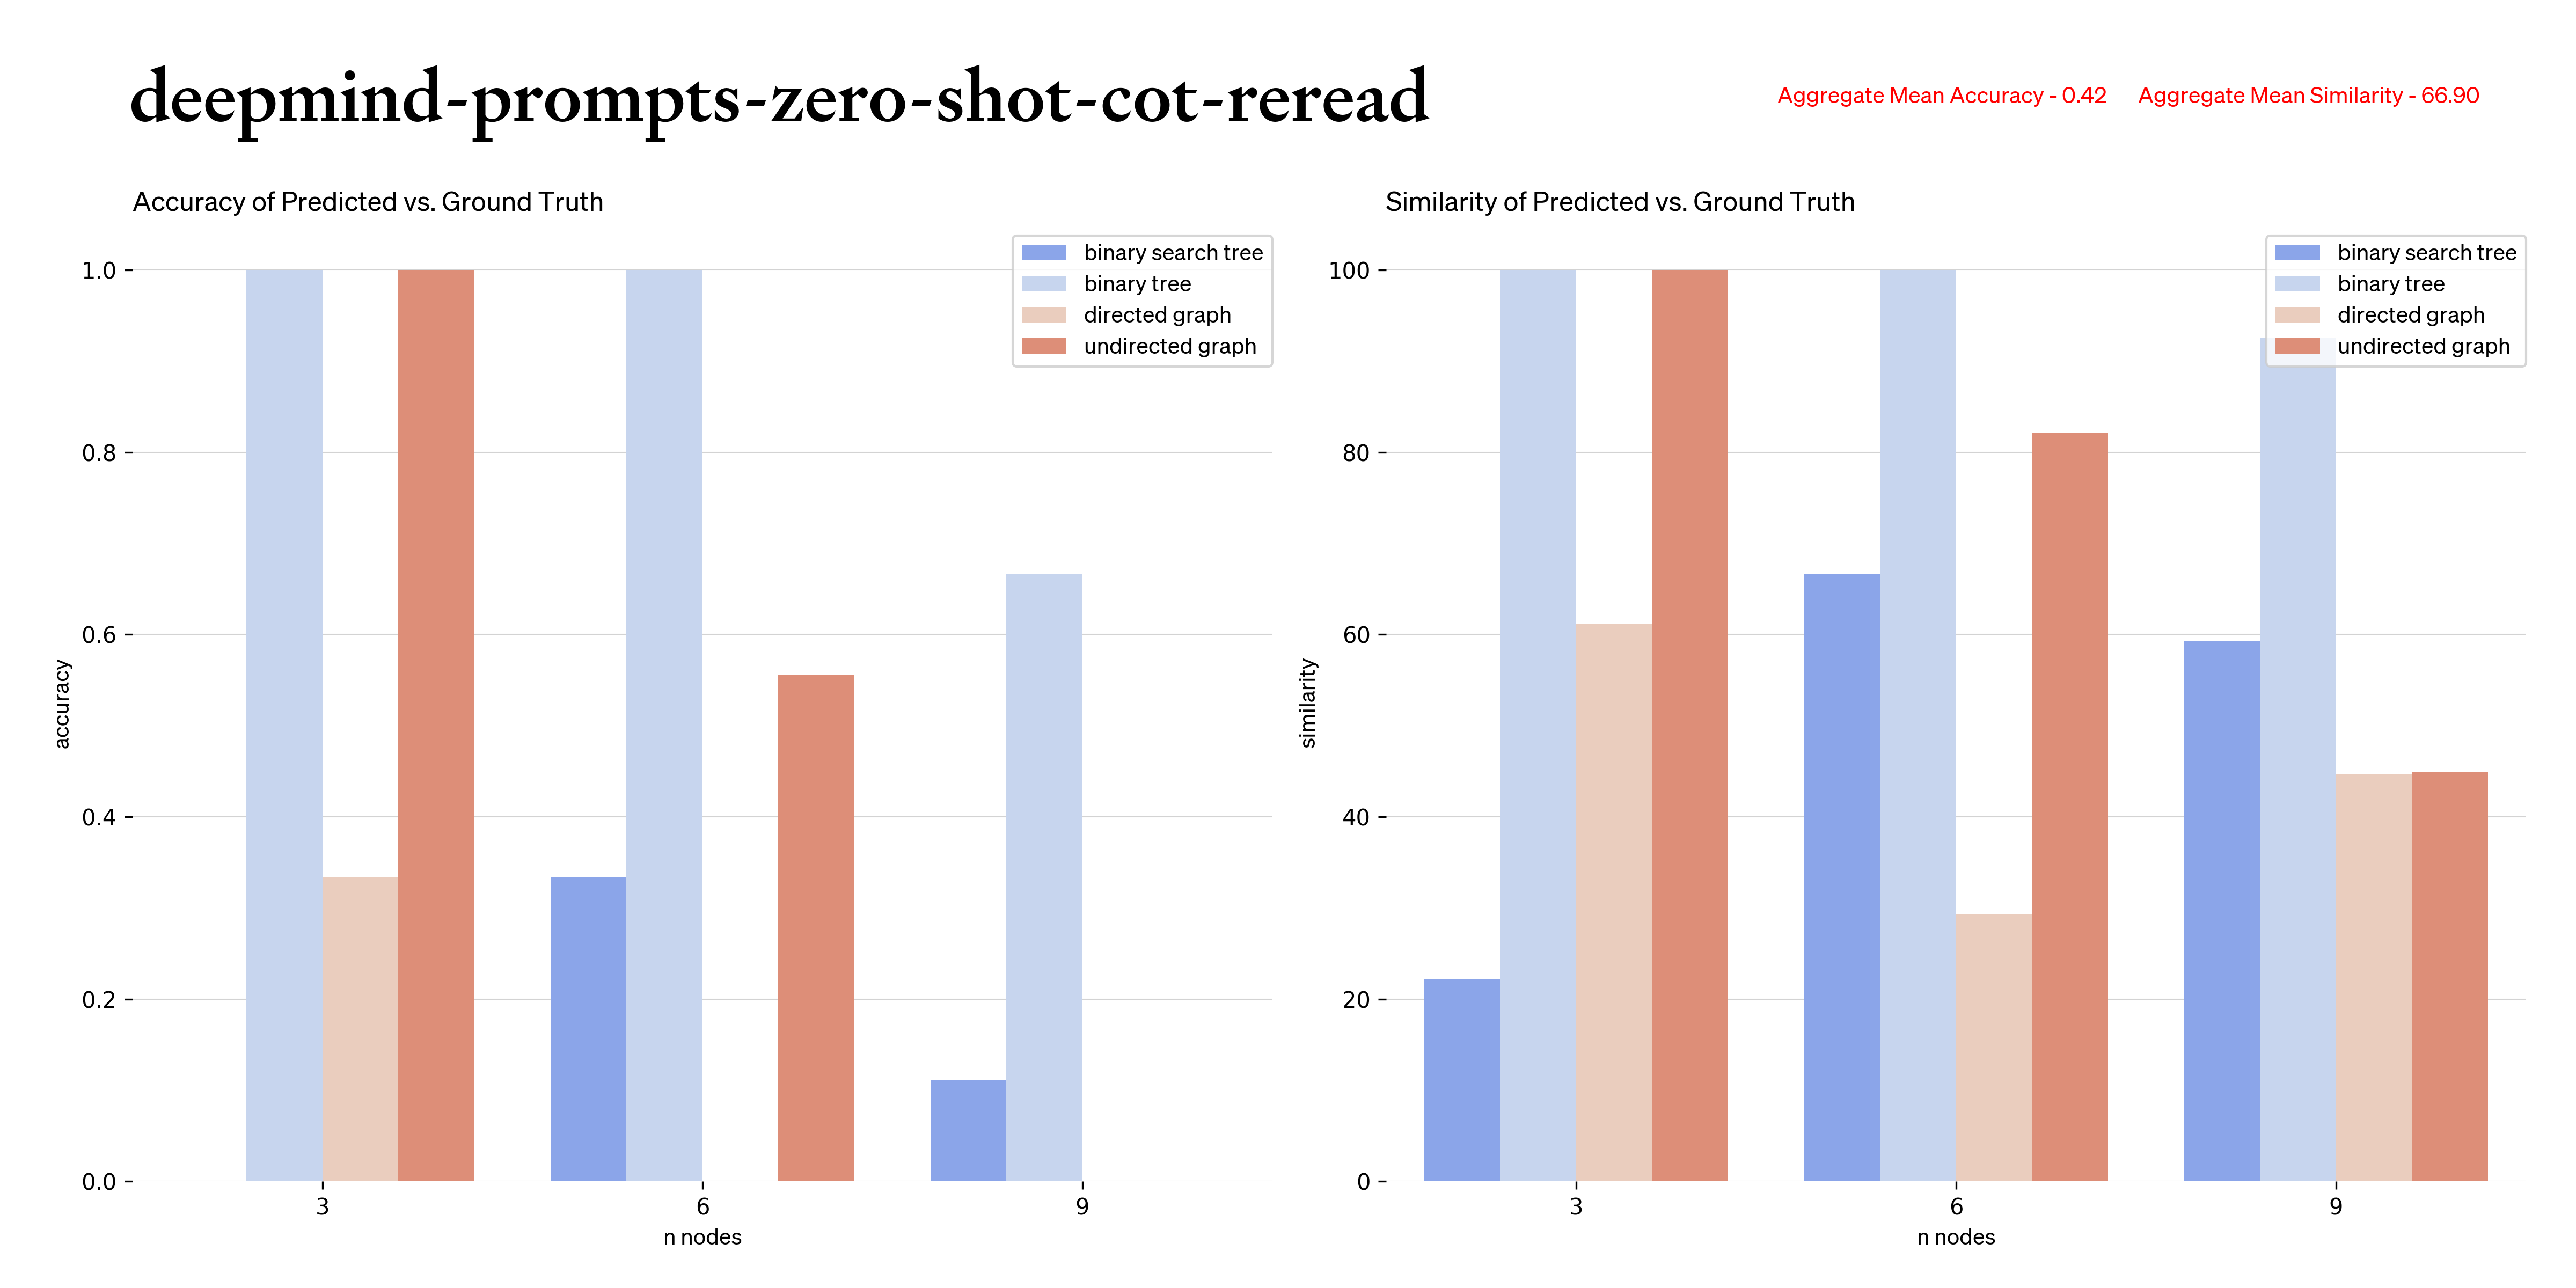 deepmind-prompts-zero-shot-cot-reread
Aggregate Mean Accuracy - 0.42
Aggregate Mean Similarity - 66.90
Accuracy of Predicted vs. Ground Truth
binary search tree
binary tree
directed graph
undirected graph
1.0
0.8
0.6
0.4
0.2
0.0
accuracy
3
6
9
n nodes
Similarity of Predicted vs. Ground Truth
binary search tree
binary tree
directed graph
undirected graph
100
80
60
40
20
0
similarity
3
6
9
n nodes